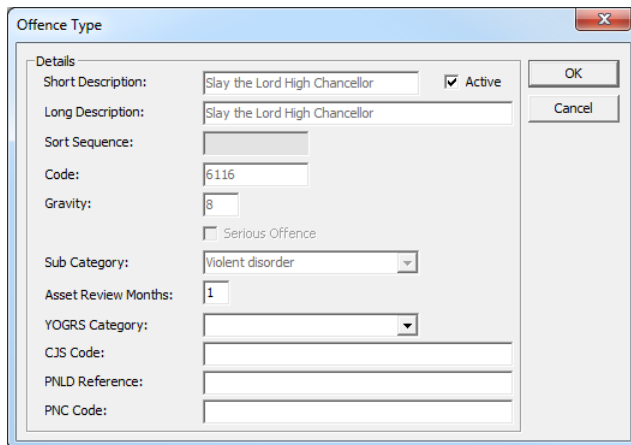 Offence Type
Details
Short Description: Slay the Lord High Chancellor Active OK
Long Description: Slay the Lord High Chancellor Cancel
Sort Sequence:
Code: 6116
Gravity: 8
Serious Offence
Sub Category: Violent disorder
Asset Review Months: 1
YOGRS Category:
CJS Code:
PNLD Reference:
PNC Code: